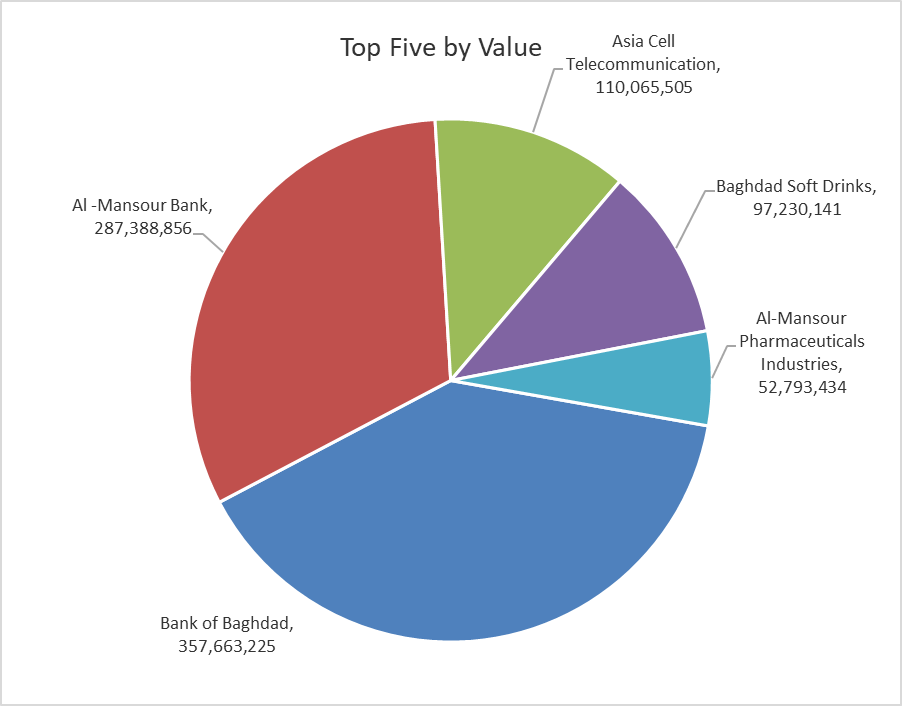 Top Five by Value
Asia Cell
Telecommunication,
110,065,505
Baghdad Soft Drinks,
97,230,141
Al-Mansour
Pharmaceuticals
Industries,
52,793,434
Bank of Baghdad,
357,663,225
Al -Mansour Bank,
287,388,856